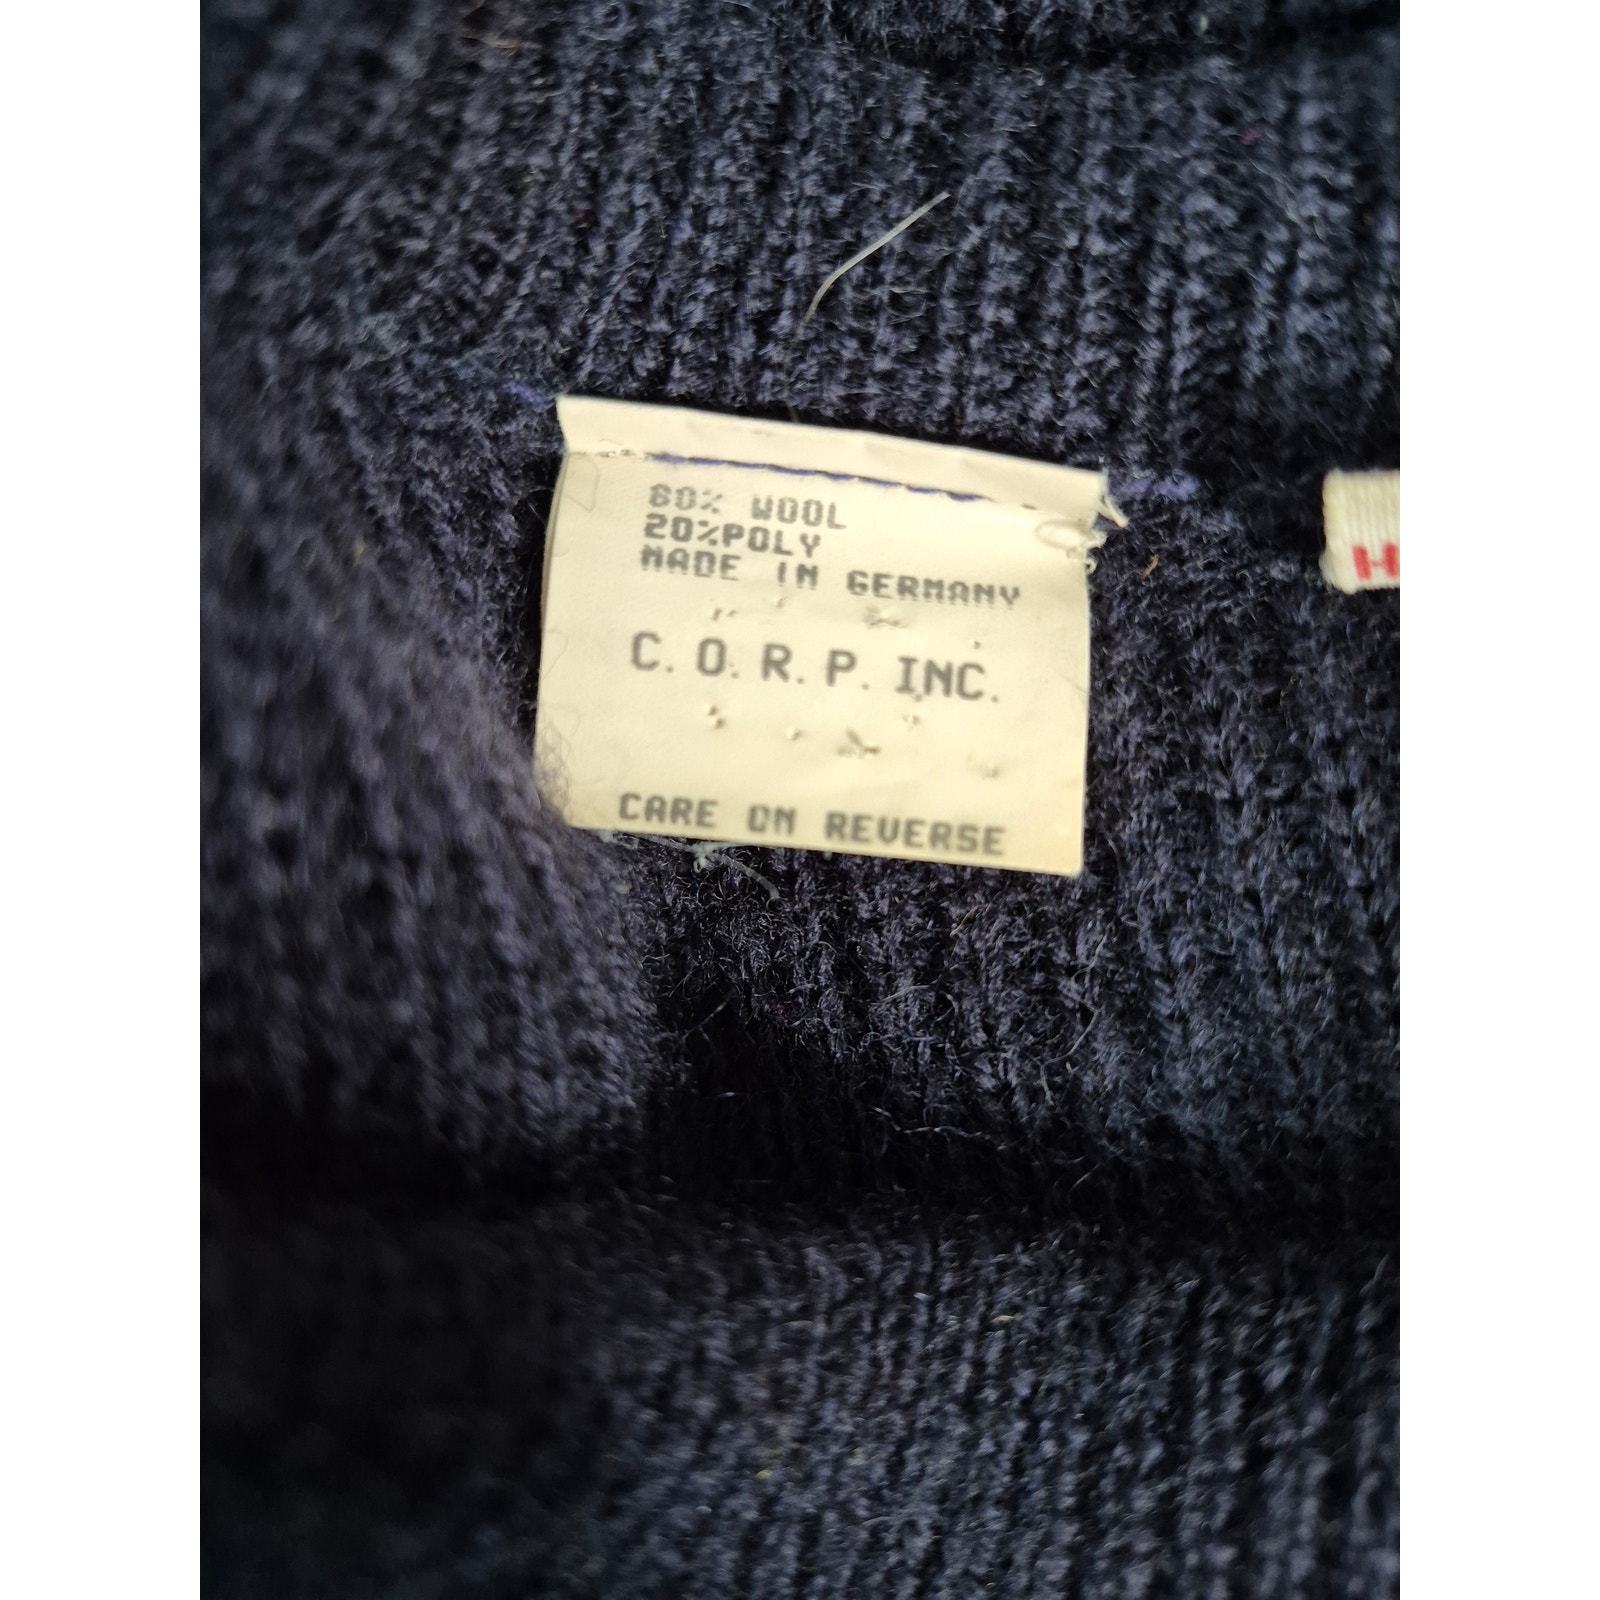 80% WOOL
20%POLY
MADE IN GERMANY
C. O. R. P. INC.
CARE ON REVERSE
H